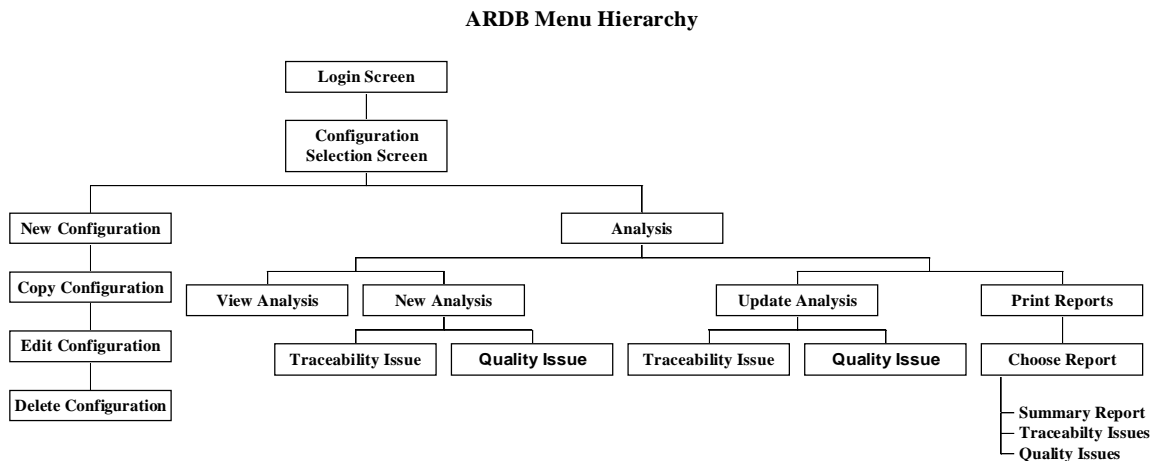 ARDB Menu Hierarchy
Login Screen
Configuration
Selection Screen
New Configuration
Analysis
Copy Configuration
View Analysis
New Analysis
Update Analysis
Print Reports
Edit Configuration
Traceability Issue
Quality Issue
Traceability Issue
Quality Issue
Choose Report
Delete Configuration
Summary Report
Traceabilty Issues
Quality Issues